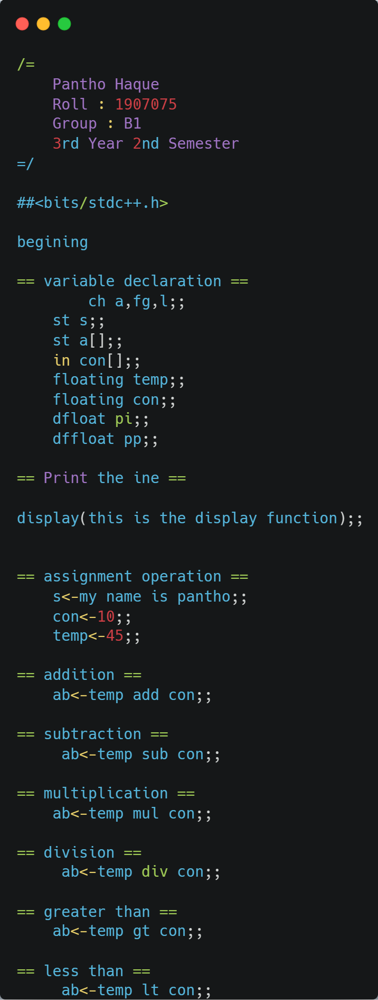 /=
    Pantho Haque
    Roll : 1907075
    Group : B1
    3rd Year 2nd Semester
=/
##<bits/stdc++.h>
begining
== variable declaration ==
        ch a,fg,l;;
    st s;;
    st a[];;
    in con[];;
    floating temp;;
    floating con;;
    dfloat pi;;
    dffloat pp;;
== Print the ine ==
display(this is the display function);;
== assignment operation ==
    s<-my name is pantho;;
    con<-10;;
    temp<-45;;
== addition ==
    ab<-temp add con;;
== subtraction ==
     ab<-temp sub con;;
== multiplication ==
    ab<-temp mul con;;
== division ==
     ab<-temp div con;;
== greater than ==
    ab<-temp gt con;;
== less than ==
     ab<-temp lt con;;